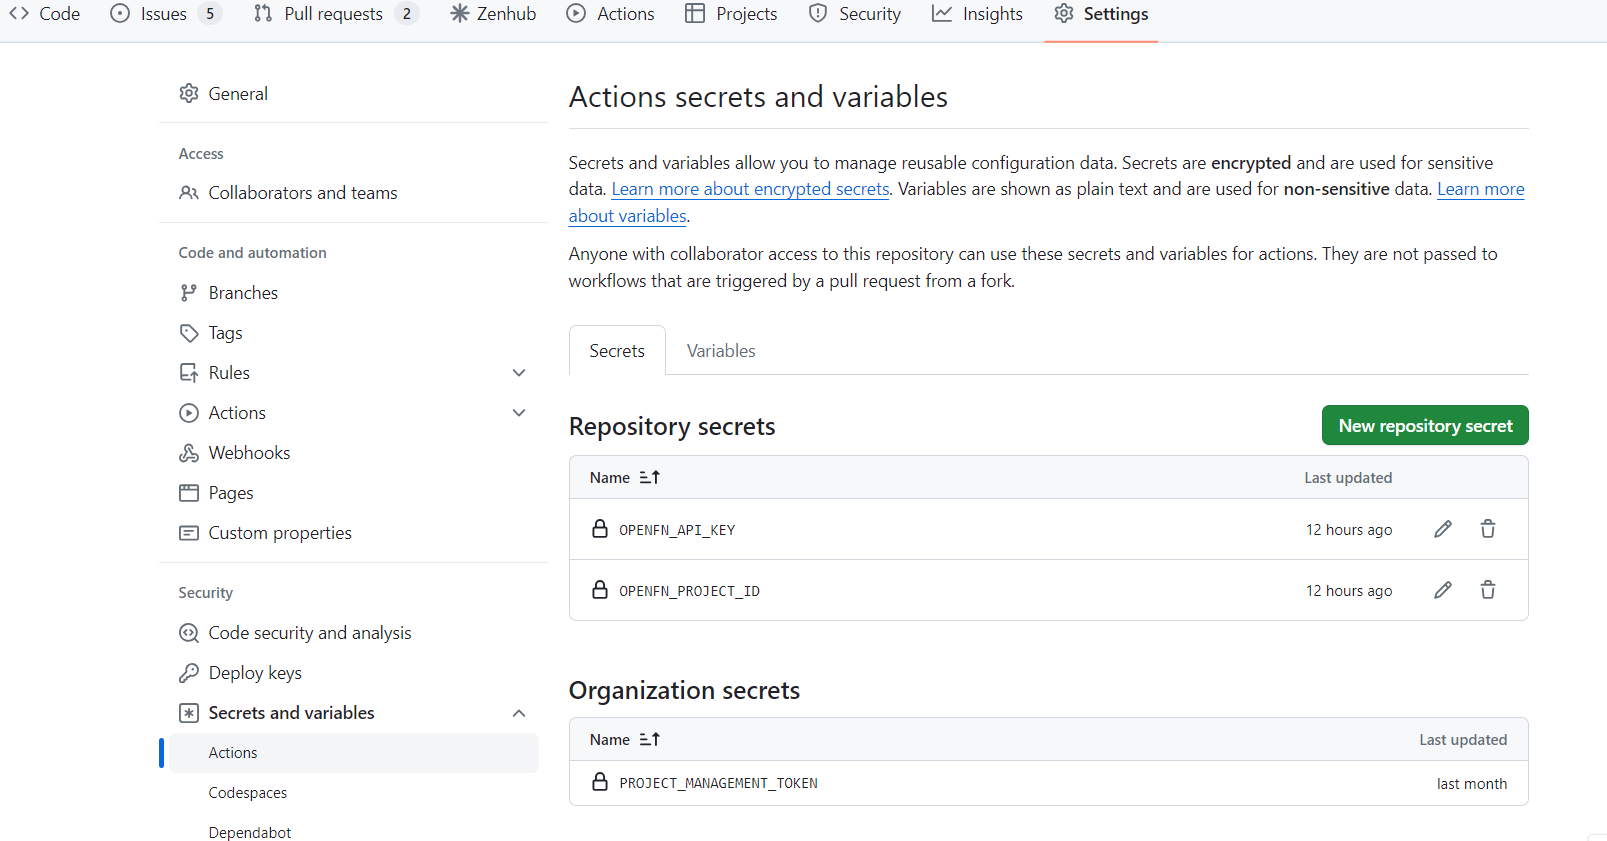 Code Issues 5 Pull requests 2 Zenhub Actions Projects Security Insights Settings
General
Access
Collaborators and teams
Code and automation
Branches
Tags
Rules
Actions
Webhooks
Pages
Custom properties
Security
Code security and analysis
Deploy keys
Secrets and variables
Actions
Codespaces
Dependabot
Actions secrets and variables
Secrets and variables allow you to manage reusable configuration data. Secrets are encrypted and are used for sensitive
data. Learn more about encrypted secrets. Variables are shown as plain text and are used for non-sensitive data. Learn more
about variables.
Anyone with collaborator access to this repository can use these secrets and variables for actions. They are not passed to
workflows that are triggered by a pull request from a fork.
Secrets Variables
Repository secrets New repository secret
Name Last updated
OPENFN_API_KEY 12 hours ago
OPENFN_PROJECT_ID 12 hours ago
Organization secrets
Name Last updated
PROJECT_MANAGEMENT_TOKEN last month